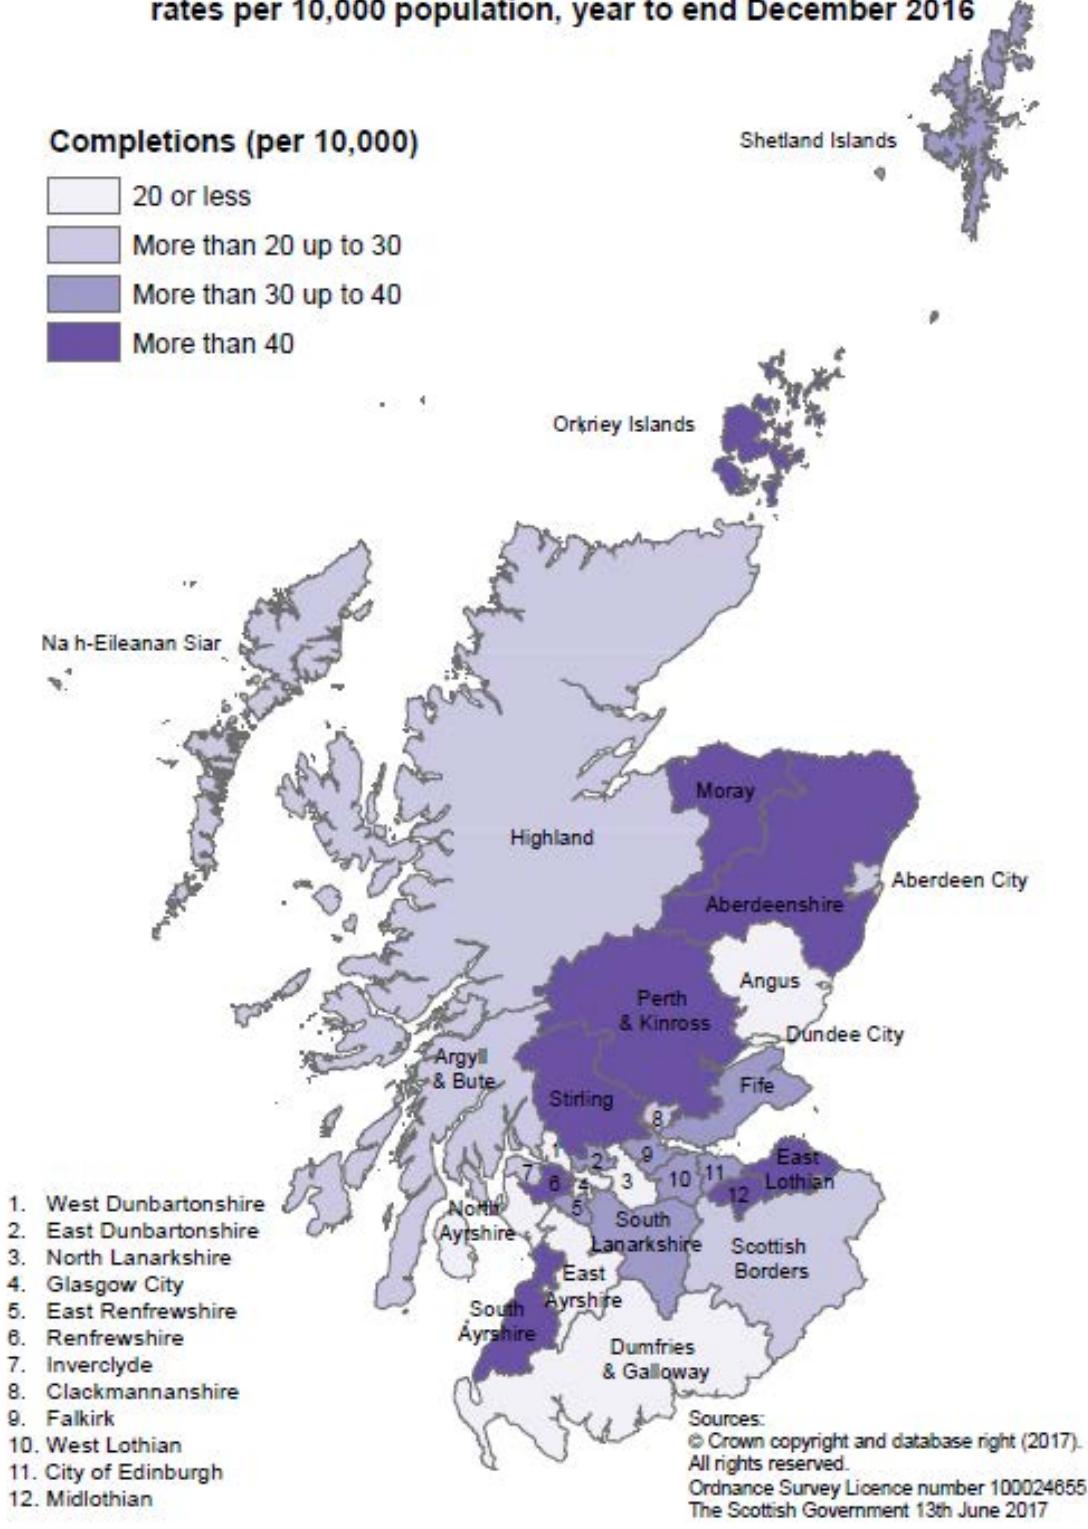 rates per 10,000 population, year to end December 2016
Completions (per 10,000)
20 or less
More than 20 up to 30
More than 30 up to 40
More than 40
Shetland Islands
Orkney Islands
Na h-Eileanan Siar
Moray
Highland
Aberdeen City
Aberdeenshire
Angus
Perth
& Kinross
Dundee City
Argyll
& Bute
Fife
Stirling
8
1
2
9
7
6
4
3
10
11
East
Lothian
12
5
North
Ayrshire
South
Lanarkshire
Scottish
Borders
East
Ayrshire
South
Ayrshire
Dumfries
& Galloway
1. West Dunbartonshire
2. East Dunbartonshire
3. North Lanarkshire
4. Glasgow City
5. East Renfrewshire
6. Renfrewshire
7. Inverclyde
8. Clackmannanshire
9. Falkirk
10. West Lothian
11. City of Edinburgh
12. Midlothian
Sources:
© Crown copyright and database right (2017).
All rights reserved.
Ordnance Survey Licence number 100024655
The Scottish Government 13th June 2017